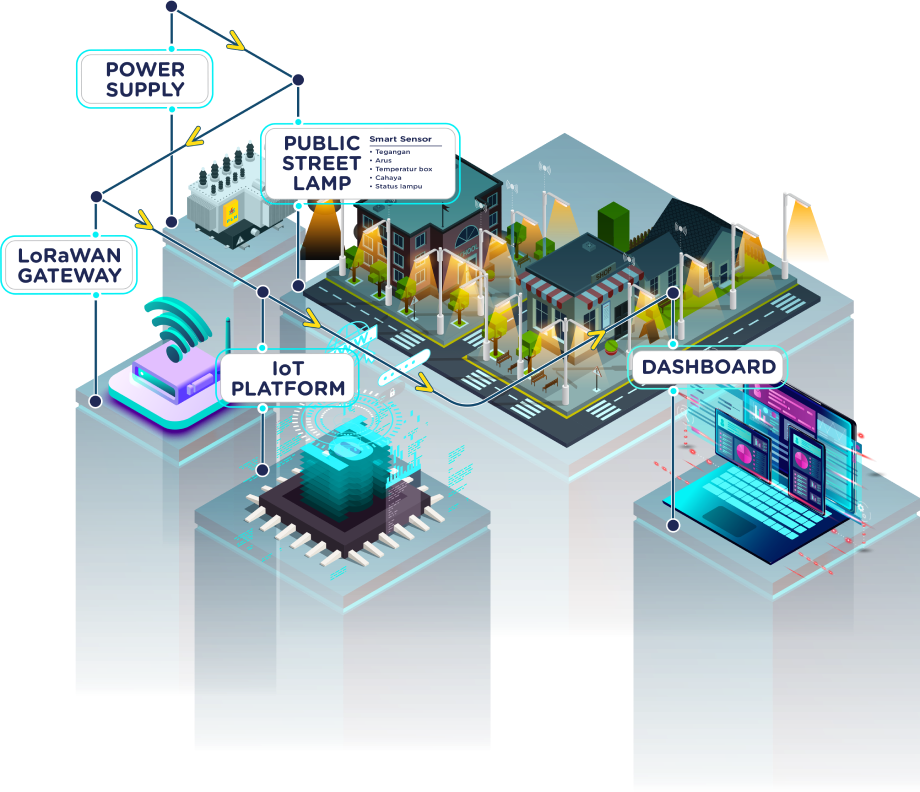 POWER
SUPPLY
PUBLIC
STREET
LAMP
Smart Sensor
• Tegangan
• Arus
• Temperatur box
• Cahaya
• Status lampu
LoRaWAN
GATEWAY
SHOP
IoT
PLATFORM
DASHBOARD